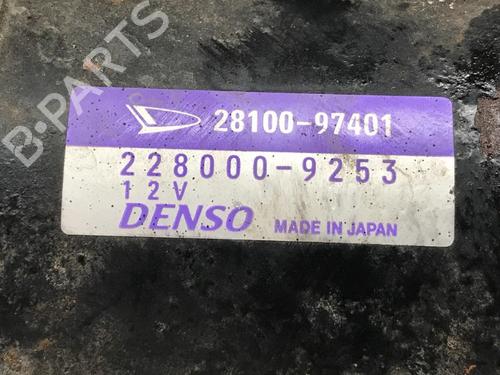 B-PARTS
28100-97401
228000-9253
12V
DENSO MADE IN JAPAN